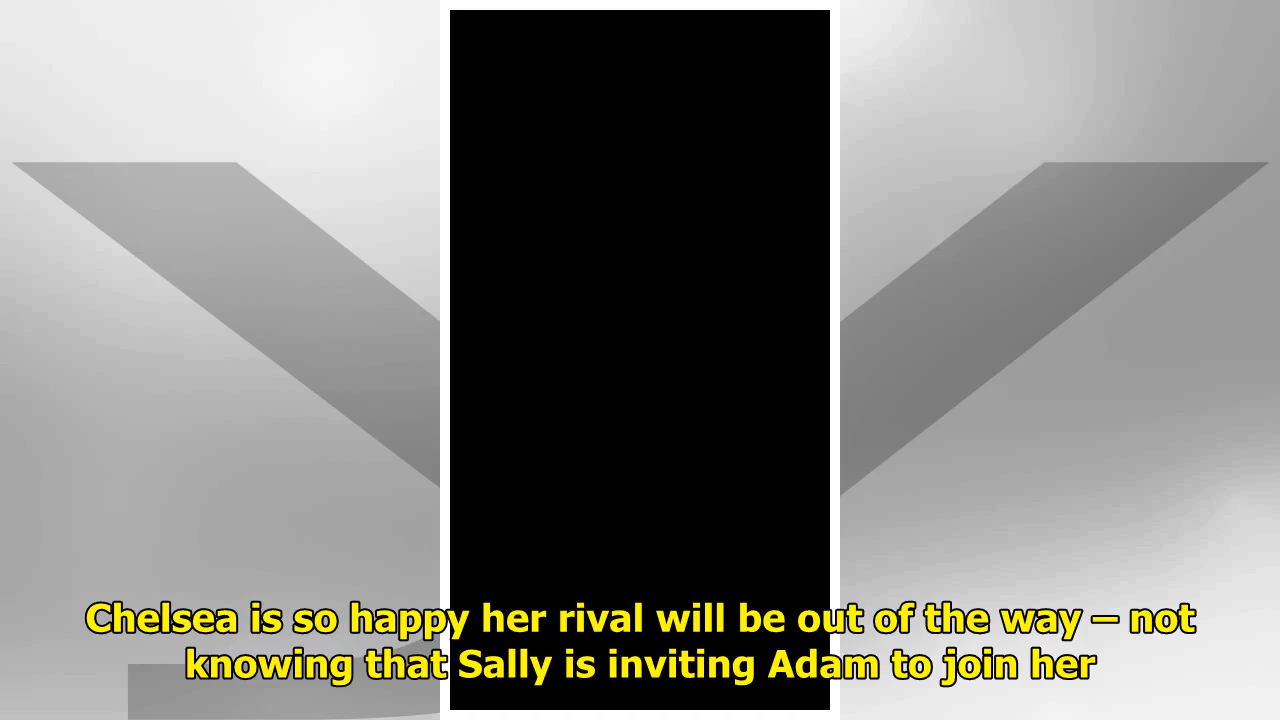 Chelsea is so happy her rival will be out of the way – not
knowing that Sally is inviting Adam to join her